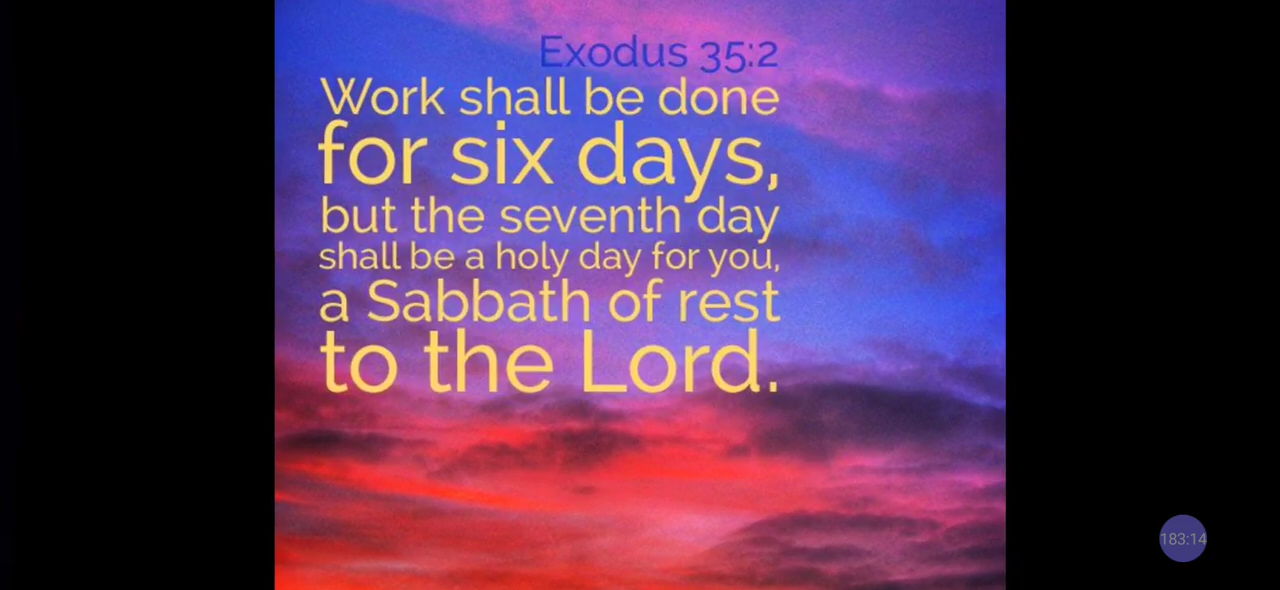 Exodus 35:2
Work shall be done
for six days,
but the seventh day
shall be a holy day for you,
a Sabbath of rest
to the Lord.
183:14